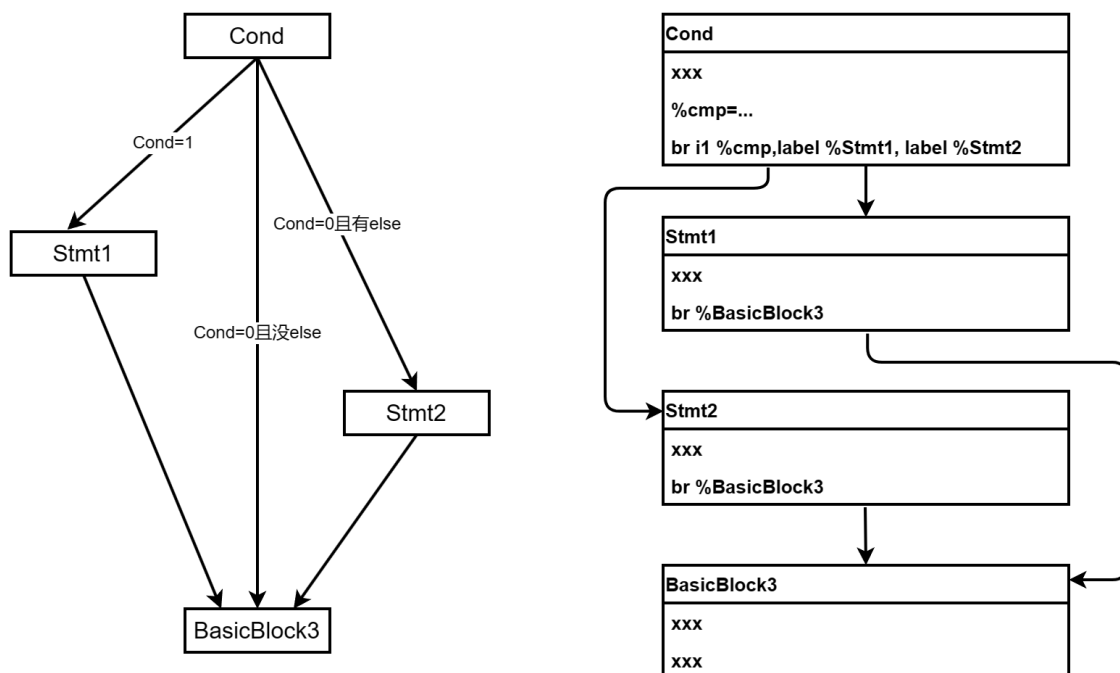 Cond
Cond=1
Cond=0且有else
Stmt1
Cond=0且没else
Stmt2
BasicBlock3
Cond
xxx
%cmp=...
br i1 %cmp,label %Stmt1, label %Stmt2
Stmt1
xxx
br %BasicBlock3
Stmt2
xxx
br %BasicBlock3
BasicBlock3
xxx
xxx